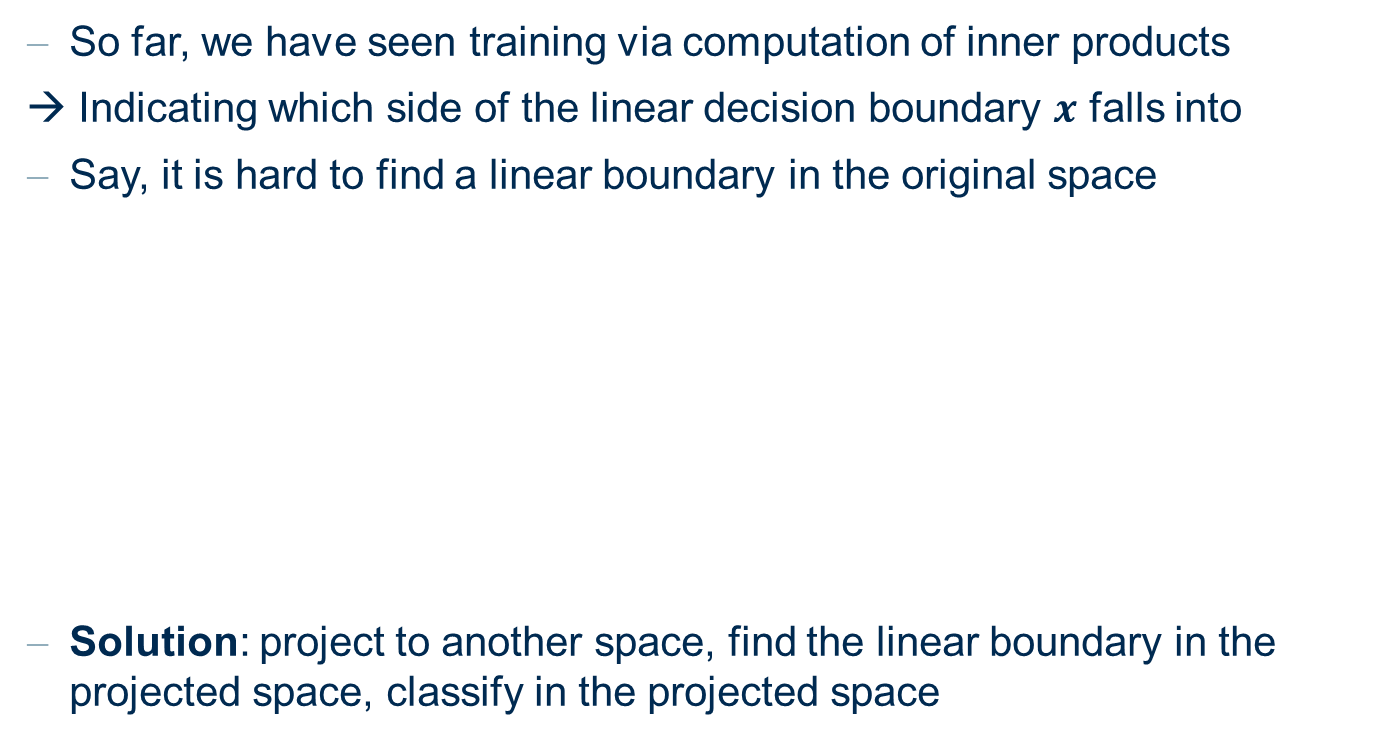 – So far, we have seen training via computation of inner products
→ Indicating which side of the linear decision boundary x falls into
– Say, it is hard to find a linear boundary in the original space
– Solution: project to another space, find the linear boundary in the
projected space, classify in the projected space